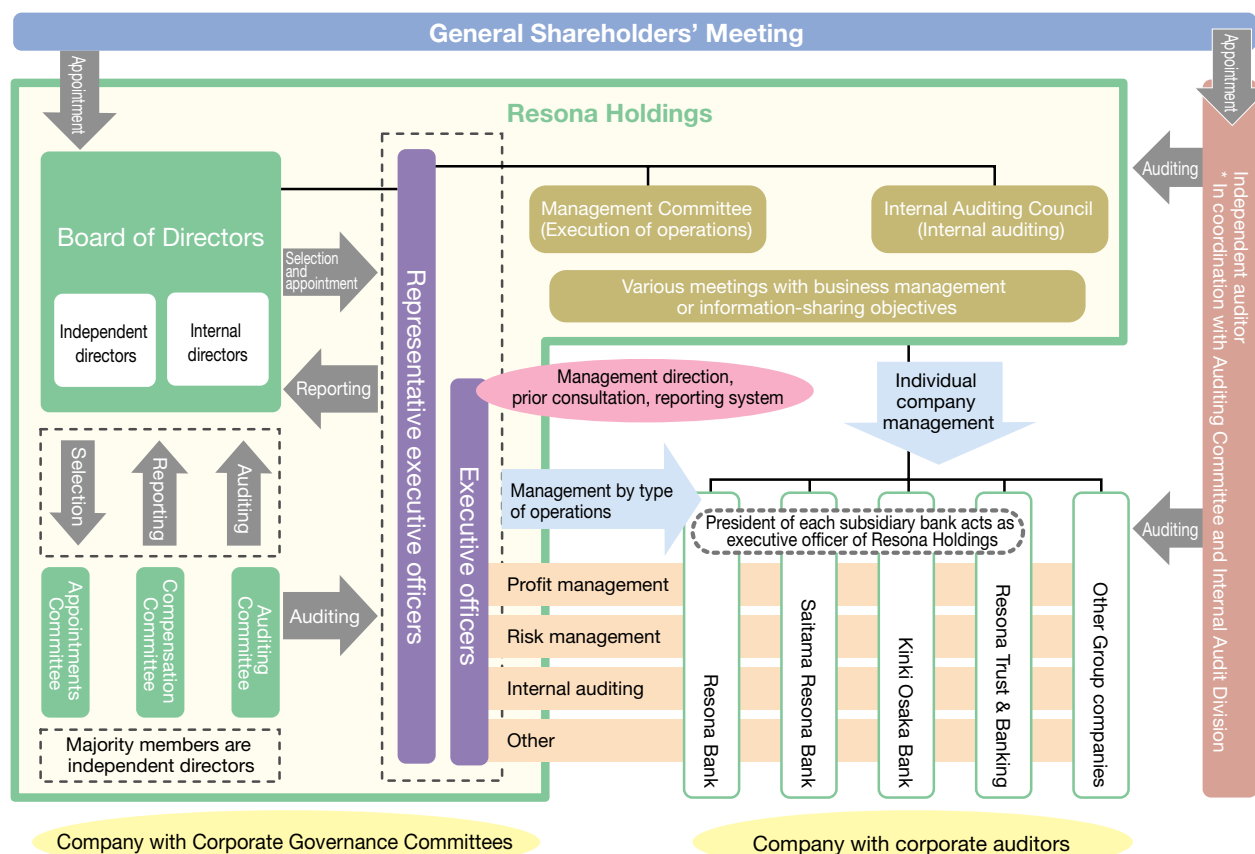 General Shareholders' Meeting
Appointment
Appointment
Resona Holdings
Board of Directors
Independent
directors
Internal
directors
Selection
and
appointment
Reporting
Selection
Reporting
Auditing
Appointments
Committee
Compensation
Committee
Auditing
Committee
Auditing
Majority members are
independent directors
Representative executive officers
Executive officers
Management Committee
(Execution of operations)
Internal Auditing Council
(Internal auditing)
Various meetings with business management
or information-sharing objectives
Management direction,
prior consultation, reporting system
Individual
company
management
Management by type
of operations
President of each subsidiary bank acts as
executive officer of Resona Holdings
Profit management
Risk management
Internal auditing
Other
Resona Bank
Saitama Resona Bank
Kinki Osaka Bank
Resona Trust & Banking
Other Group companies
Auditing
Auditing
Independent auditor
* In coordination with Auditing Committee and Internal Audit Division
Company with Corporate Governance Committees
Company with corporate auditors